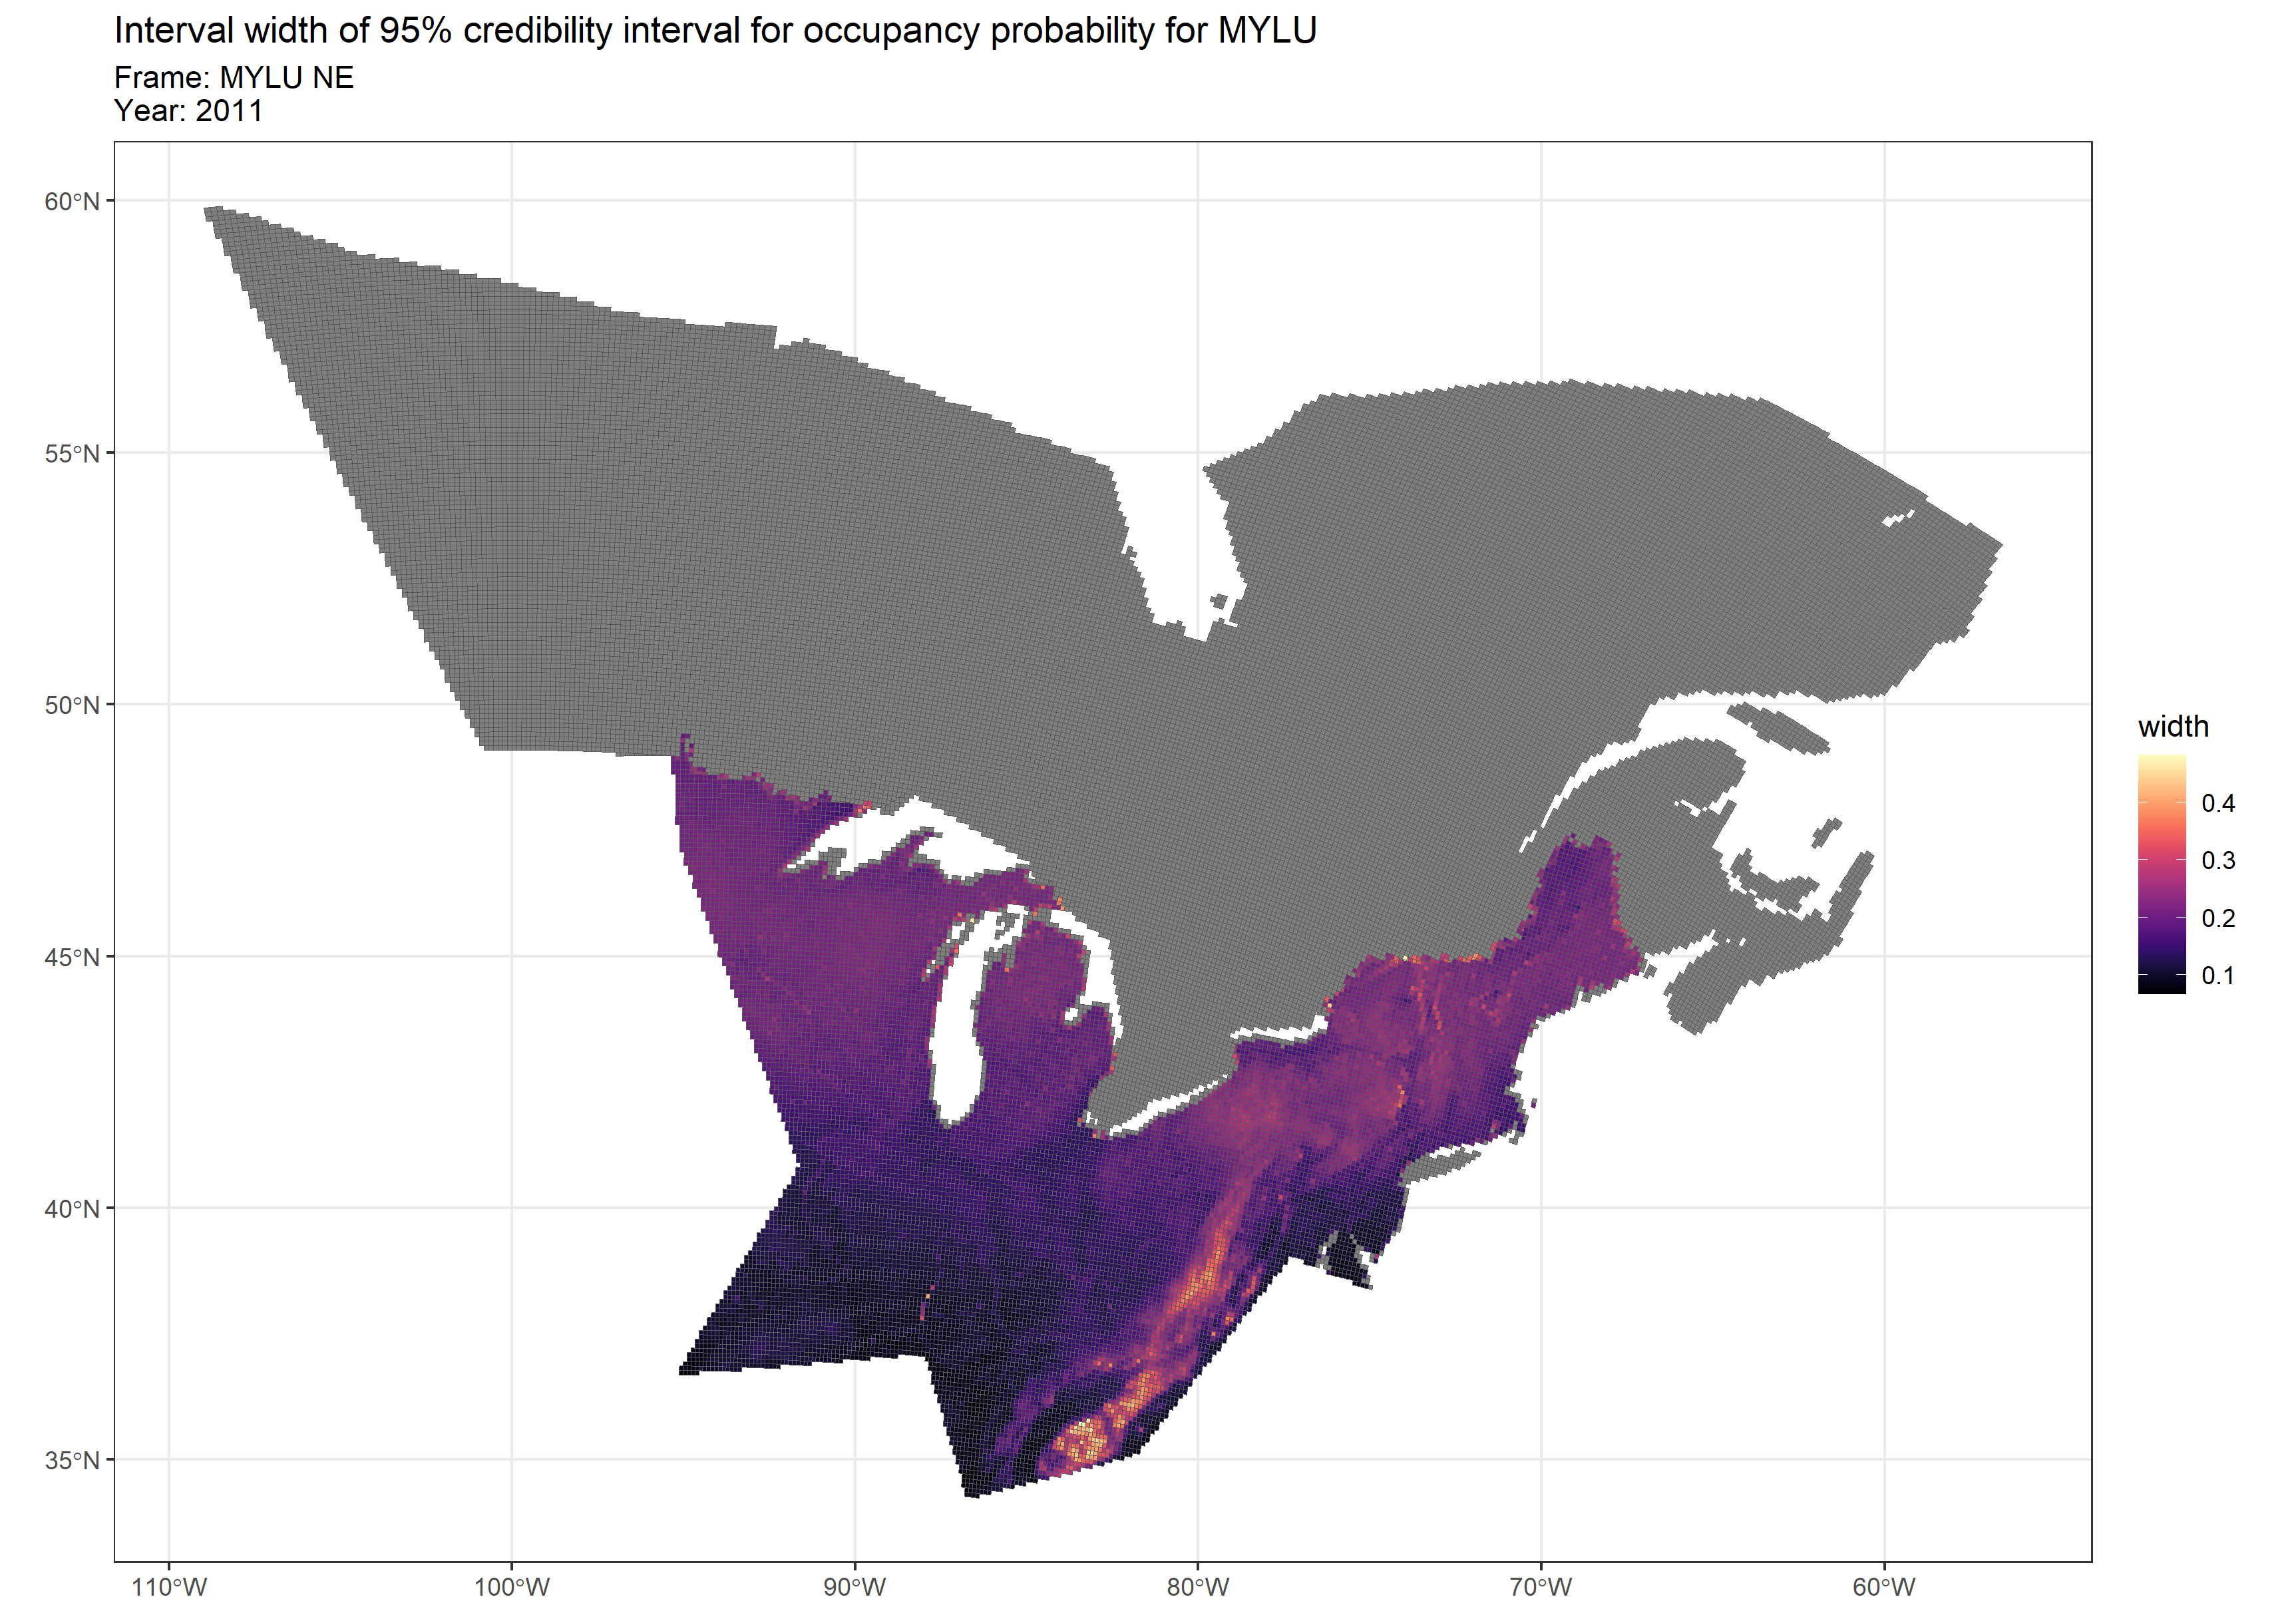 Interval width of 95% credibility interval for occupancy probability for MYLU
Frame: MYLU NE
Year: 2011
60°N
55°N
50°N
45°N
40°N
35°N
110°W
100°W
90°W
80°W
70°W
60°W
width
0.4
0.3
0.2
0.1